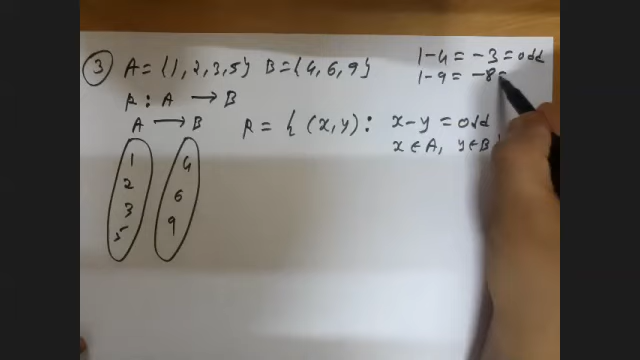 ③ A = {1, 2, 3, 5} B = {4, 6, 9}
1 - 4 = -3 = odd
1 - 9 = -8 =
R : A → B
A → B
R = { (x, y) : x - y = odd
x ∈ A, y ∈ B
1
2
3
5
4
6
9